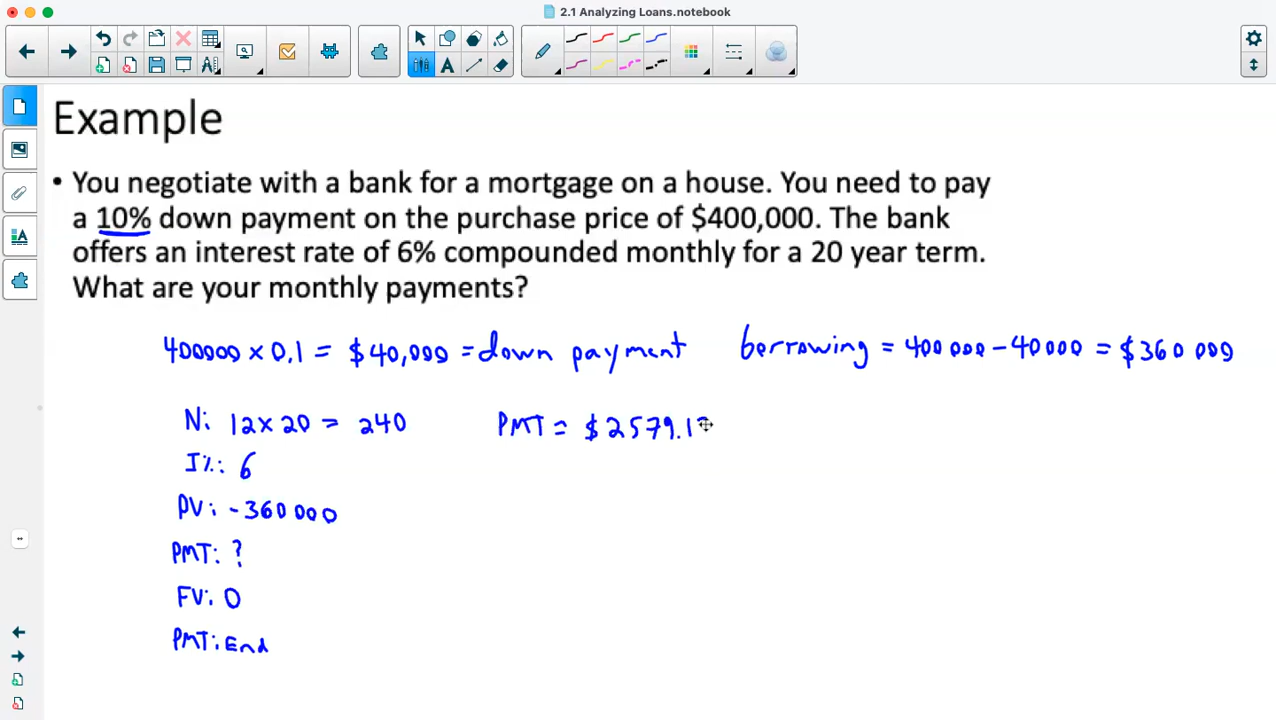 2.1 Analyzing Loans.notebook
Example
• You negotiate with a bank for a mortgage on a house. You need to pay
a 10% down payment on the purchase price of $400,000. The bank
offers an interest rate of 6% compounded monthly for a 20 year term.
What are your monthly payments?
400000 × 0.1 = $40,000 = down payment
borrowing = 400 000 - 40000 = $360 000
N: 12 × 20 = 240
PMT = $2579.1
I%: 6
PV: -360 000
PMT: ?
FV: 0
PMT: End